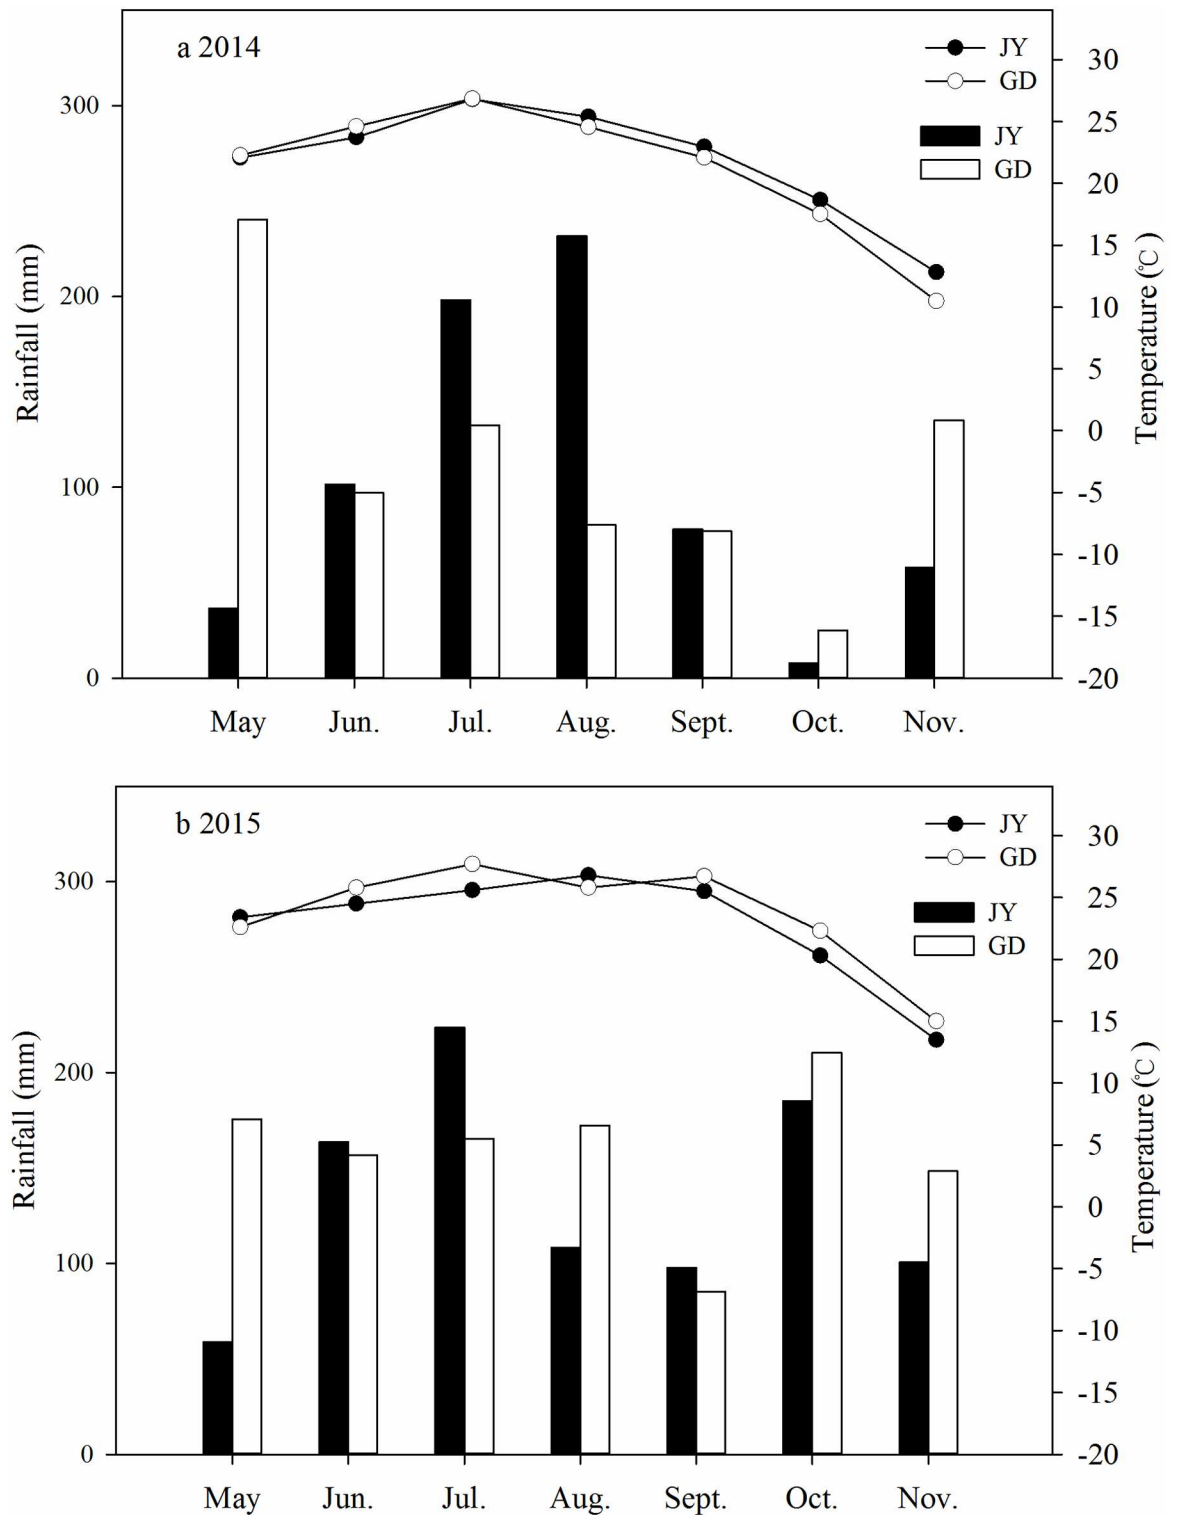 a 2014
JY
GD
JY
GD
300
200
100
0
Rainfall (mm)
30
25
20
15
10
5
0
-5
-10
-15
-20
Temperature (℃)
May Jun. Jul. Aug. Sept. Oct. Nov.
b 2015
JY
GD
JY
GD
300
200
100
0
Rainfall (mm)
30
25
20
15
10
5
0
-5
-10
-15
-20
Temperature (℃)
May Jun. Jul. Aug. Sept. Oct. Nov.